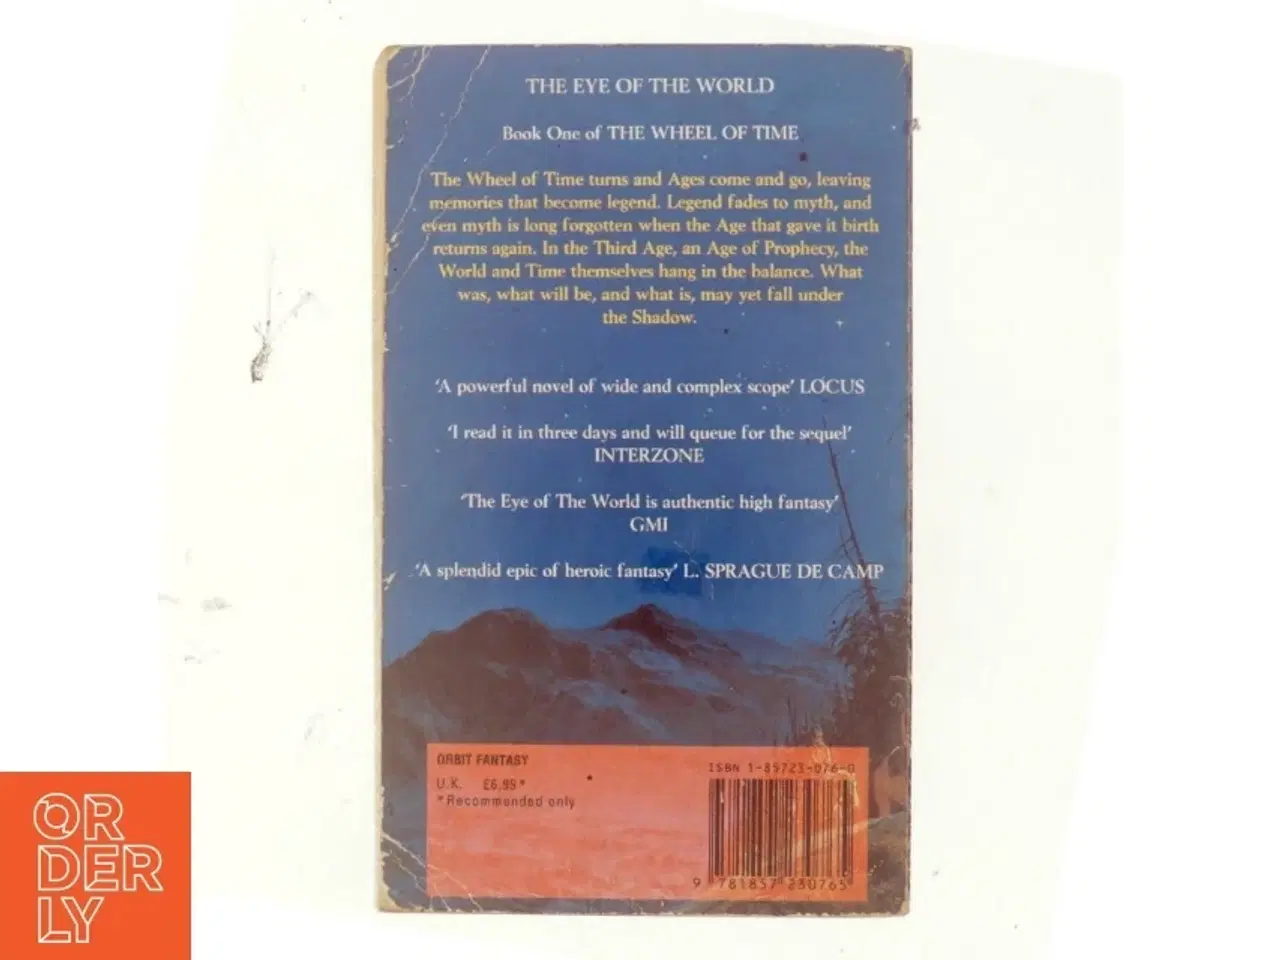 THE EYE OF THE WORLD
Book One of THE WHEEL OF TIME
The Wheel of Time turns and Ages come and go, leaving
memories that become legend. Legend fades to myth, and
even myth is long forgotten when the Age that gave it birth
returns again. In the Third Age, an Age of Prophecy, the
World and Time themselves hang in the balance. What
was, what will be, and what is, may yet fall under
the Shadow.
'A powerful novel of wide and complex scope' LOCUS
'I read it in three days and will queue for the sequel'
INTERZONE
'The Eye of The World is authentic high fantasy'
GMI
'A splendid epic of heroic fantasy' L. SPRAGUE DE CAMP
ORBIT FANTASY
U.K. £6.99*
*Recommended only
ISBN 1-85723-076-0
9 781857 230765
OR
DER
LY